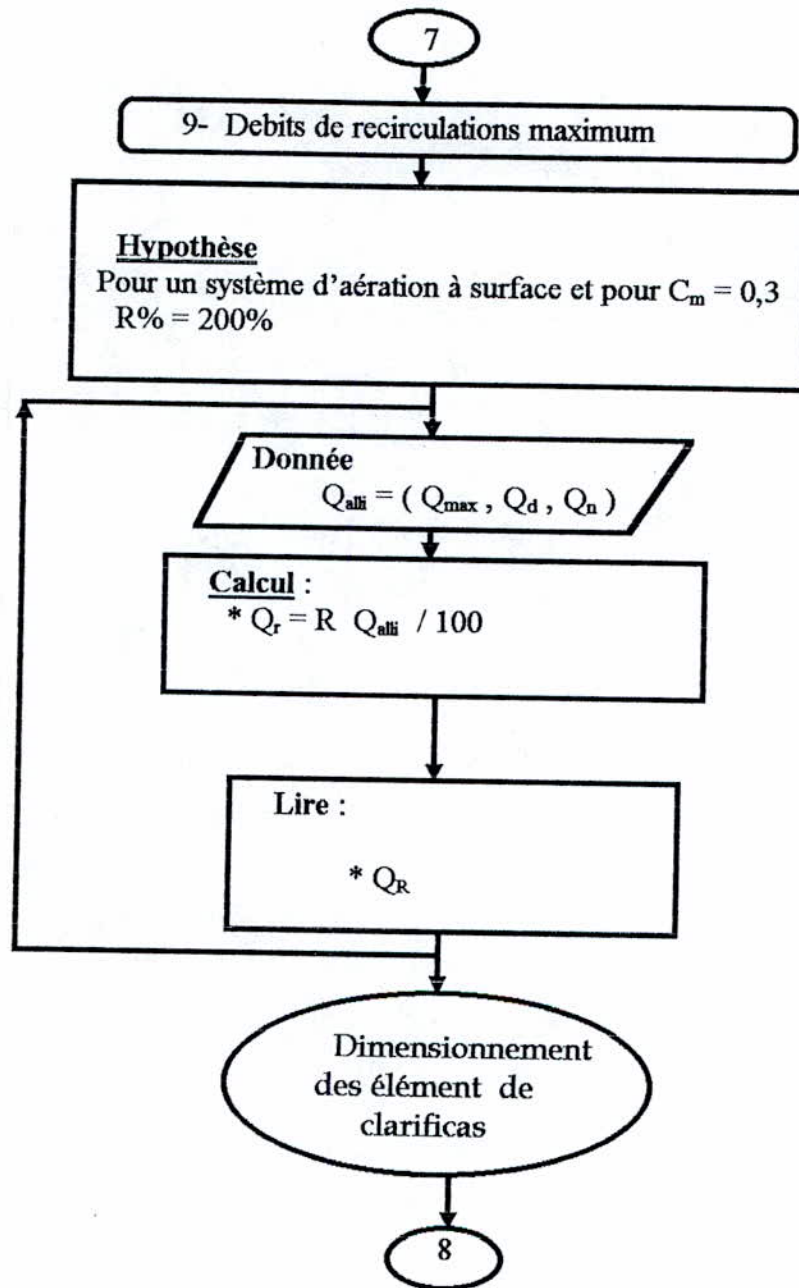 7
9- Debits de recirculations maximum
Hypothèse
Pour un système d'aération à surface et pour Cm = 0,3
R% = 200%
Donnée
Qalli = ( Qmax , Qd , Qn )
Calcul :
* Qr = R Qalli / 100
Lire :
* QR
Dimensionnement
des élément de
clarificas
8